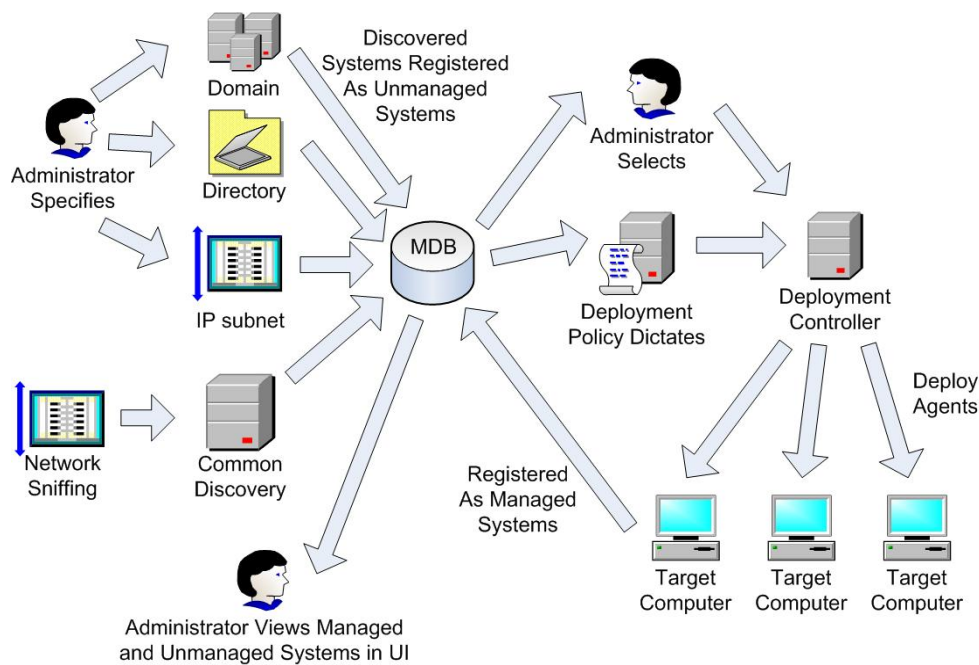 Domain
Discovered
Systems Registered
As Unmanaged
Systems
Administrator
Specifies
Directory
Administrator
Selects
MDB
IP subnet
Deployment
Policy Dictates
Deployment
Controller
Network
Sniffing
Common
Discovery
Deploy
Agents
Registered
As Managed
Systems
Target
Computer
Target
Computer
Target
Computer
Administrator Views Managed
and Unmanaged Systems in UI